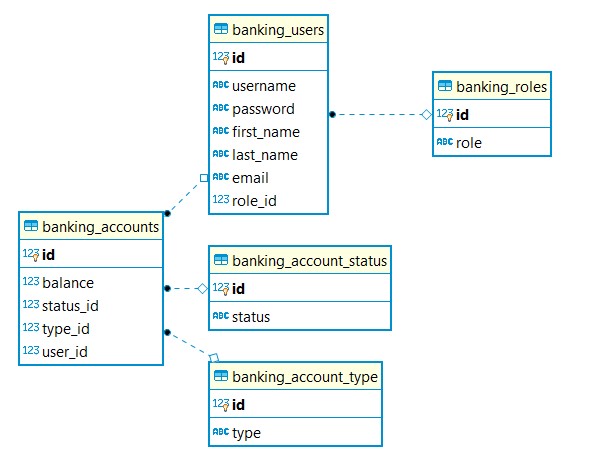 banking_users
123 id
ABC username
ABC password
ABC first_name
ABC last_name
ABC email
123 role_id
banking_roles
123 id
ABC role
banking_accounts
123 id
123 balance
123 status_id
123 type_id
123 user_id
banking_account_status
123 id
ABC status
banking_account_type
123 id
ABC type